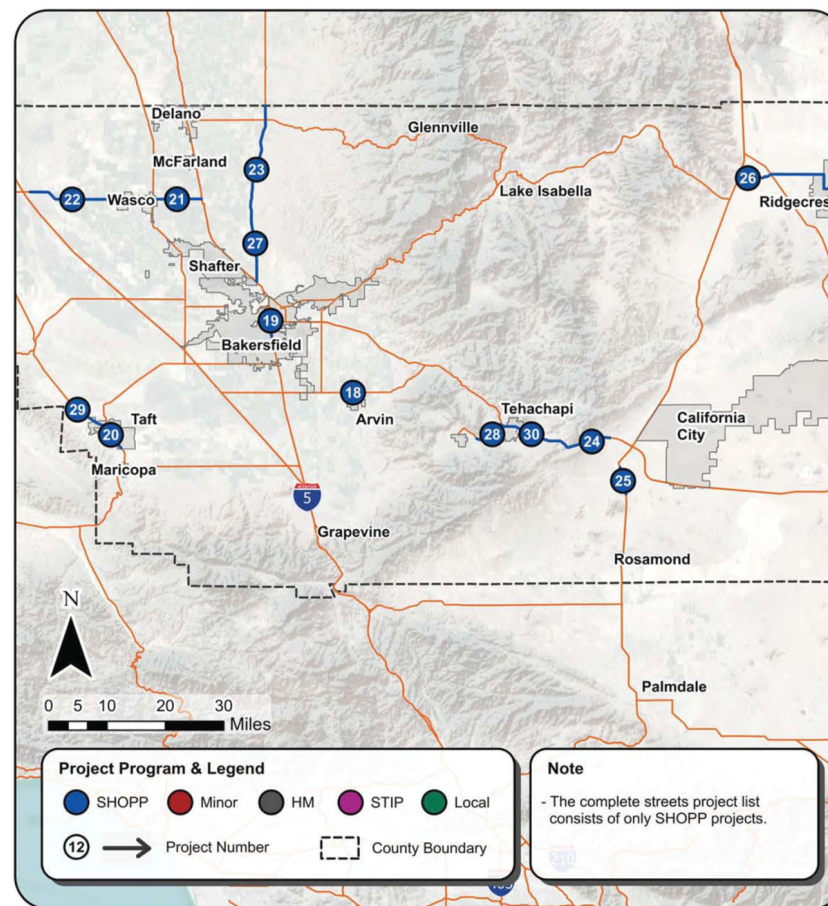 Delano
Glennville
McFarland
23
26
Lake Isabella
22
Wasco
21
Ridgecres
27
Shafter
19
Bakersfield
18
29
Tehachapi
Arvin
Taft
California
City
20
28
30
24
Maricopa
25
5
Grapevine
Rosamond
N
Palmdale
0 5 10 20 30
Miles
Project Program & Legend
SHOPP Minor HM STIP Local
12 Project Number County Boundary
Note
- The complete streets project list
consists of only SHOPP projects.
210